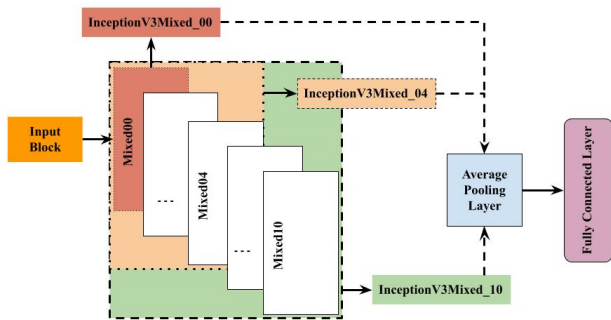 InceptionV3Mixed_00
InceptionV3Mixed_04
Input
Block
Mixed00
...
Mixed04
...
Mixed10
Average
Pooling
Layer
Fully Connected Layer
InceptionV3Mixed_10